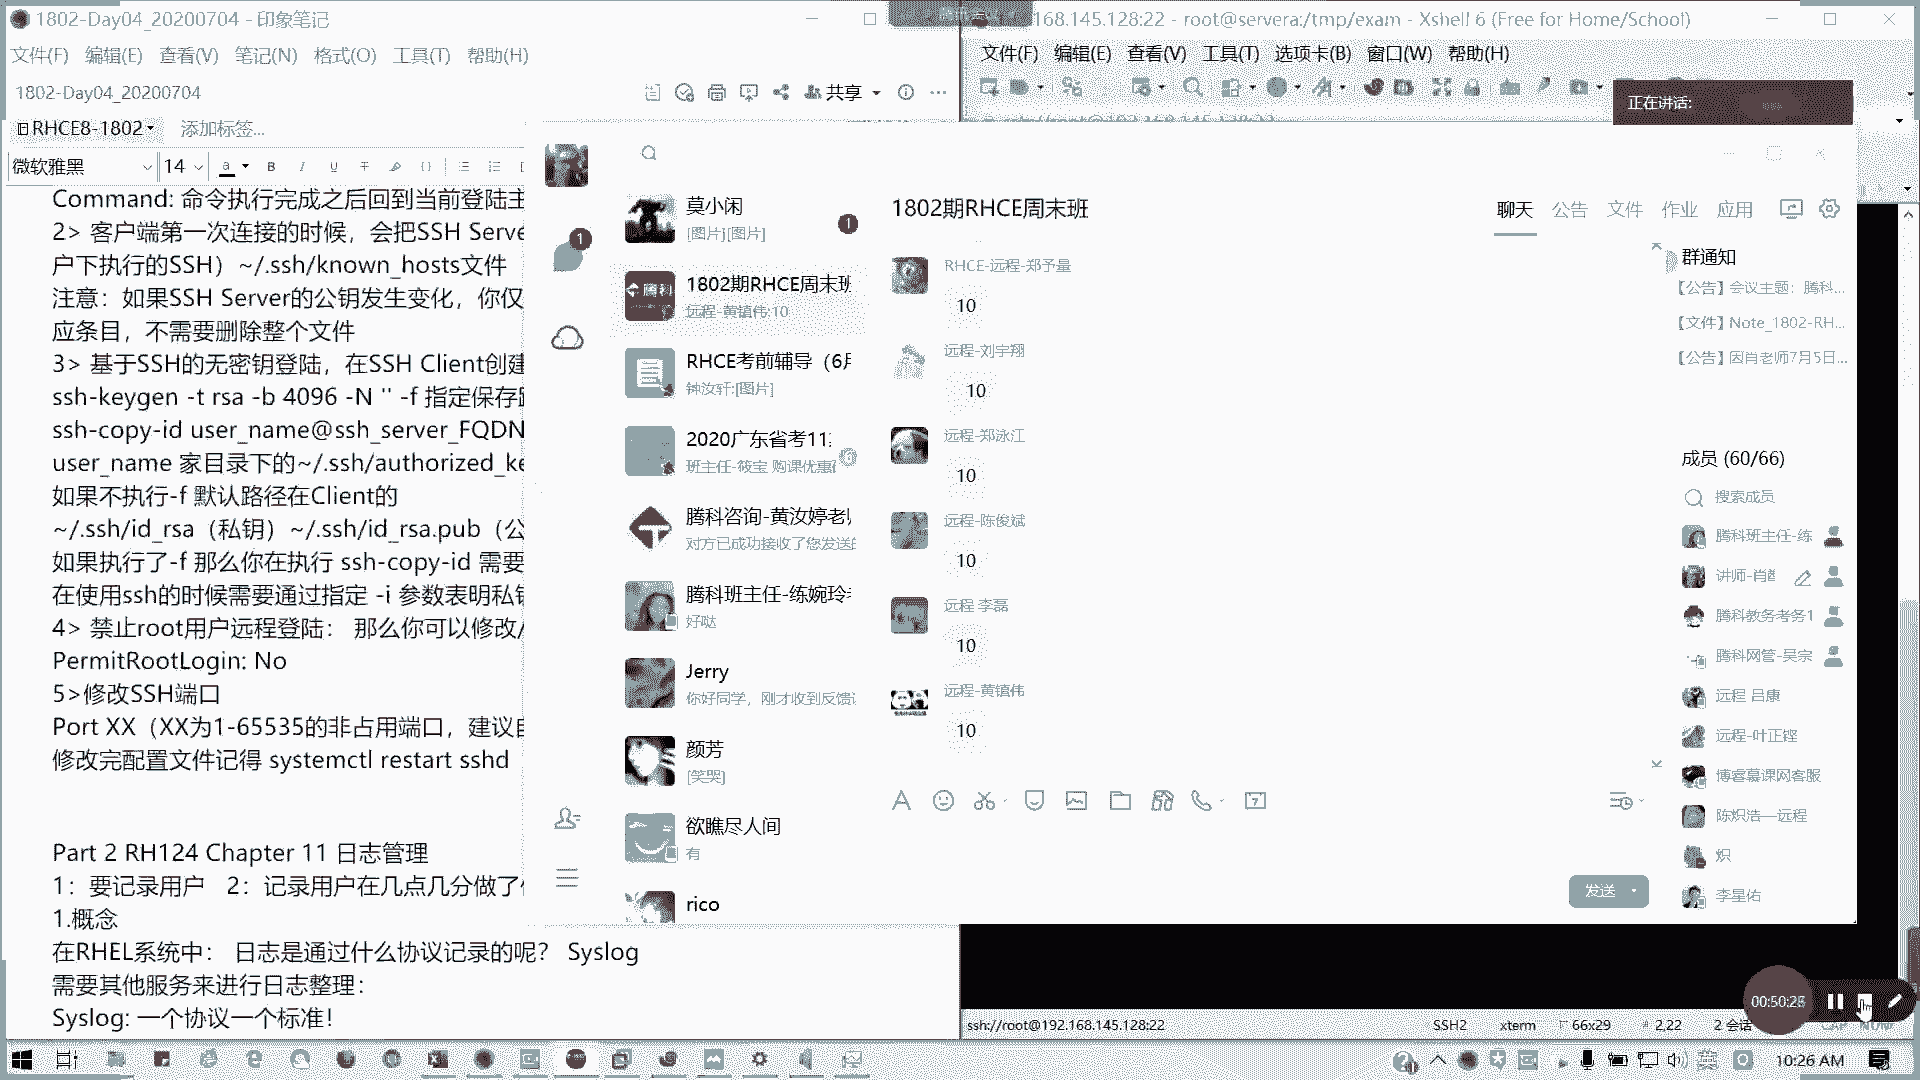 1802-Day04_20200704 - 印象笔记
文件(F) 编辑(E) 查看(V) 笔记(N) 格式(O) 工具(T) 帮助(H)
1802-Day04_20200704
共享
RHCE8-1802
添加标签...
微软雅黑
14
Command: 命令执行完成之后回到当前登陆主
2> 客户端第一次连接的时候，会把SSH Serve
户下执行的SSH）~/.ssh/known_hosts文件
注意：如果SSH Server的公钥发生变化，你仅
应条目，不需要删除整个文件
3> 基于SSH的无密钥登陆，在SSH Client创建
ssh-keygen -t rsa -b 4096 -N '' -f 指定保存路
ssh-copy-id user_name@ssh_server_FQDN
user_name 家目录下的~/.ssh/authorized_ke
如果不执行-f 默认路径在Client的
~/.ssh/id_rsa（私钥）~/.ssh/id_rsa.pub（公
如果执行了-f 那么你在执行 ssh-copy-id 需要
在使用ssh的时候需要通过指定 -i 参数表明私钥
4> 禁止root用户远程登陆： 那么你可以修改/
PermitRootLogin: No
5>修改SSH端口
Port XX（XX为1-65535的非占用端口，建议自
修改完配置文件记得 systemctl restart sshd
Part 2 RH124 Chapter 11 日志管理
1：要记录用户 2：记录用户在几点几分做了什
1.概念
在RHEL系统中： 日志是通过什么协议记录的呢？ Syslog
需要其他服务来进行日志整理：
Syslog: 一个协议一个标准！
168.145.128:22 - root@servera:/tmp/exam - Xshell 6 (Free for Home/School)
文件(F) 编辑(E) 查看(V) 工具(T) 选项卡(B) 窗口(W) 帮助(H)
正在讲话:
1
莫小闲
[图片][图片]
1
1802期RHCE周末班
远程-黄镇伟:10
RHCE考前辅导（6月
钟汝轩:[图片]
2020广东省考11
班主任-筱宝 购课优惠
腾科咨询-黄汝婷老师
对方已成功接收了您发送的
腾科班主任-练婉玲老
好哒
Jerry
你好同学，刚才收到反馈
颜芳
[笑哭]
欲瞧尽人间
有
rico
1802期RHCE周末班
聊天 公告 文件 作业 应用
RHCE-远程-郑予量
10
远程-刘宇翔
10
远程-郑泳江
10
远程-陈俊斌
10
远程 李磊
10
远程-黄镇伟
10
发送
群通知
【公告】会议主题：腾科...
【文件】Note_1802-RH...
【公告】因肖老师7月5日...
成员 (60/66)
搜索成员
腾科班主任-练
讲师-肖
腾科教务考务1
腾科网管-吴宗
远程 吕康
远程-叶正铿
博睿慕课网客服
陈炽浩—远程
炽
李星佑
00:50:26
ssh://root@192.168.145.128:22
SSH2
xterm
66x29
2,22
2 会话
英
10:26 AM